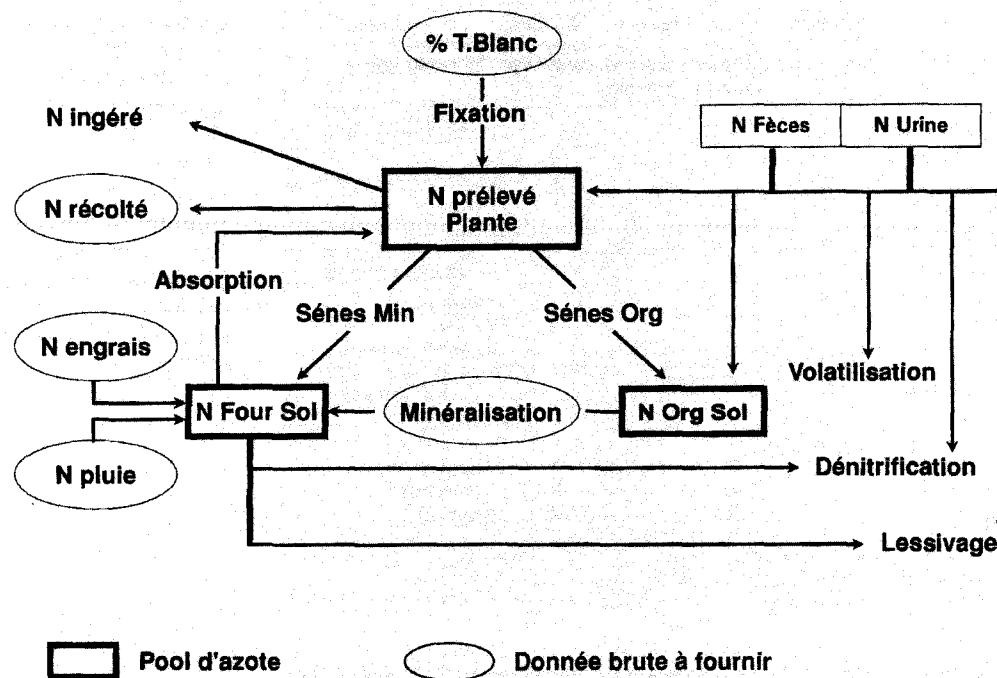 % T.Blanc
N ingéré
Fixation
N Fèces
N Urine
N récolté
N prélevé
Plante
Absorption
Sénes Min
Sénes Org
N engrais
Volatilisation
N Four Sol
Minéralisation
N Org Sol
N pluie
Dénitrification
Lessivage
Pool d'azote
Donnée brute à fournir